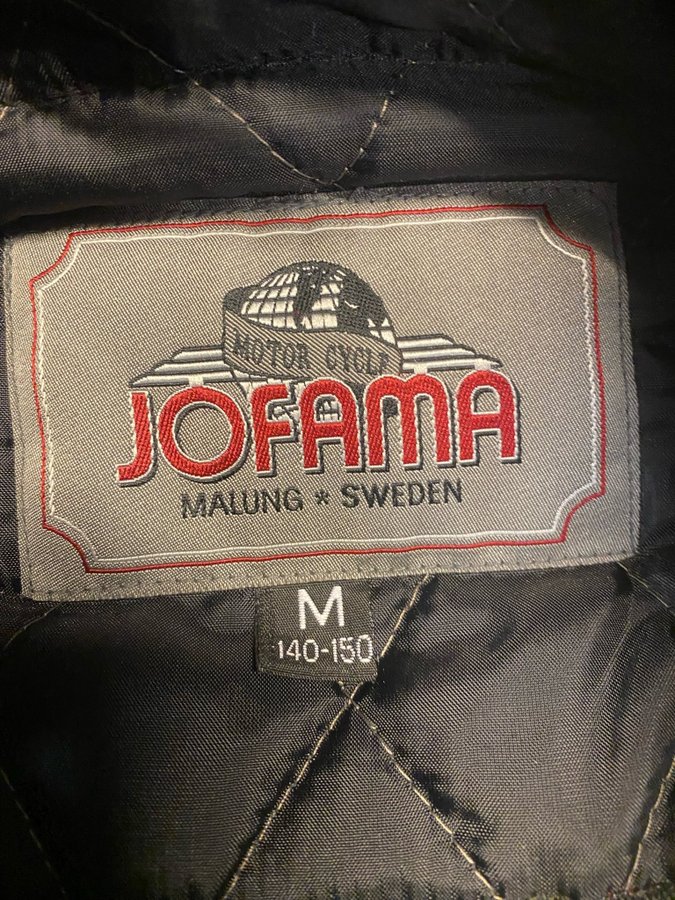 MOTOR CYCLE
JOFAMA
MALUNG * SWEDEN
M
140-150